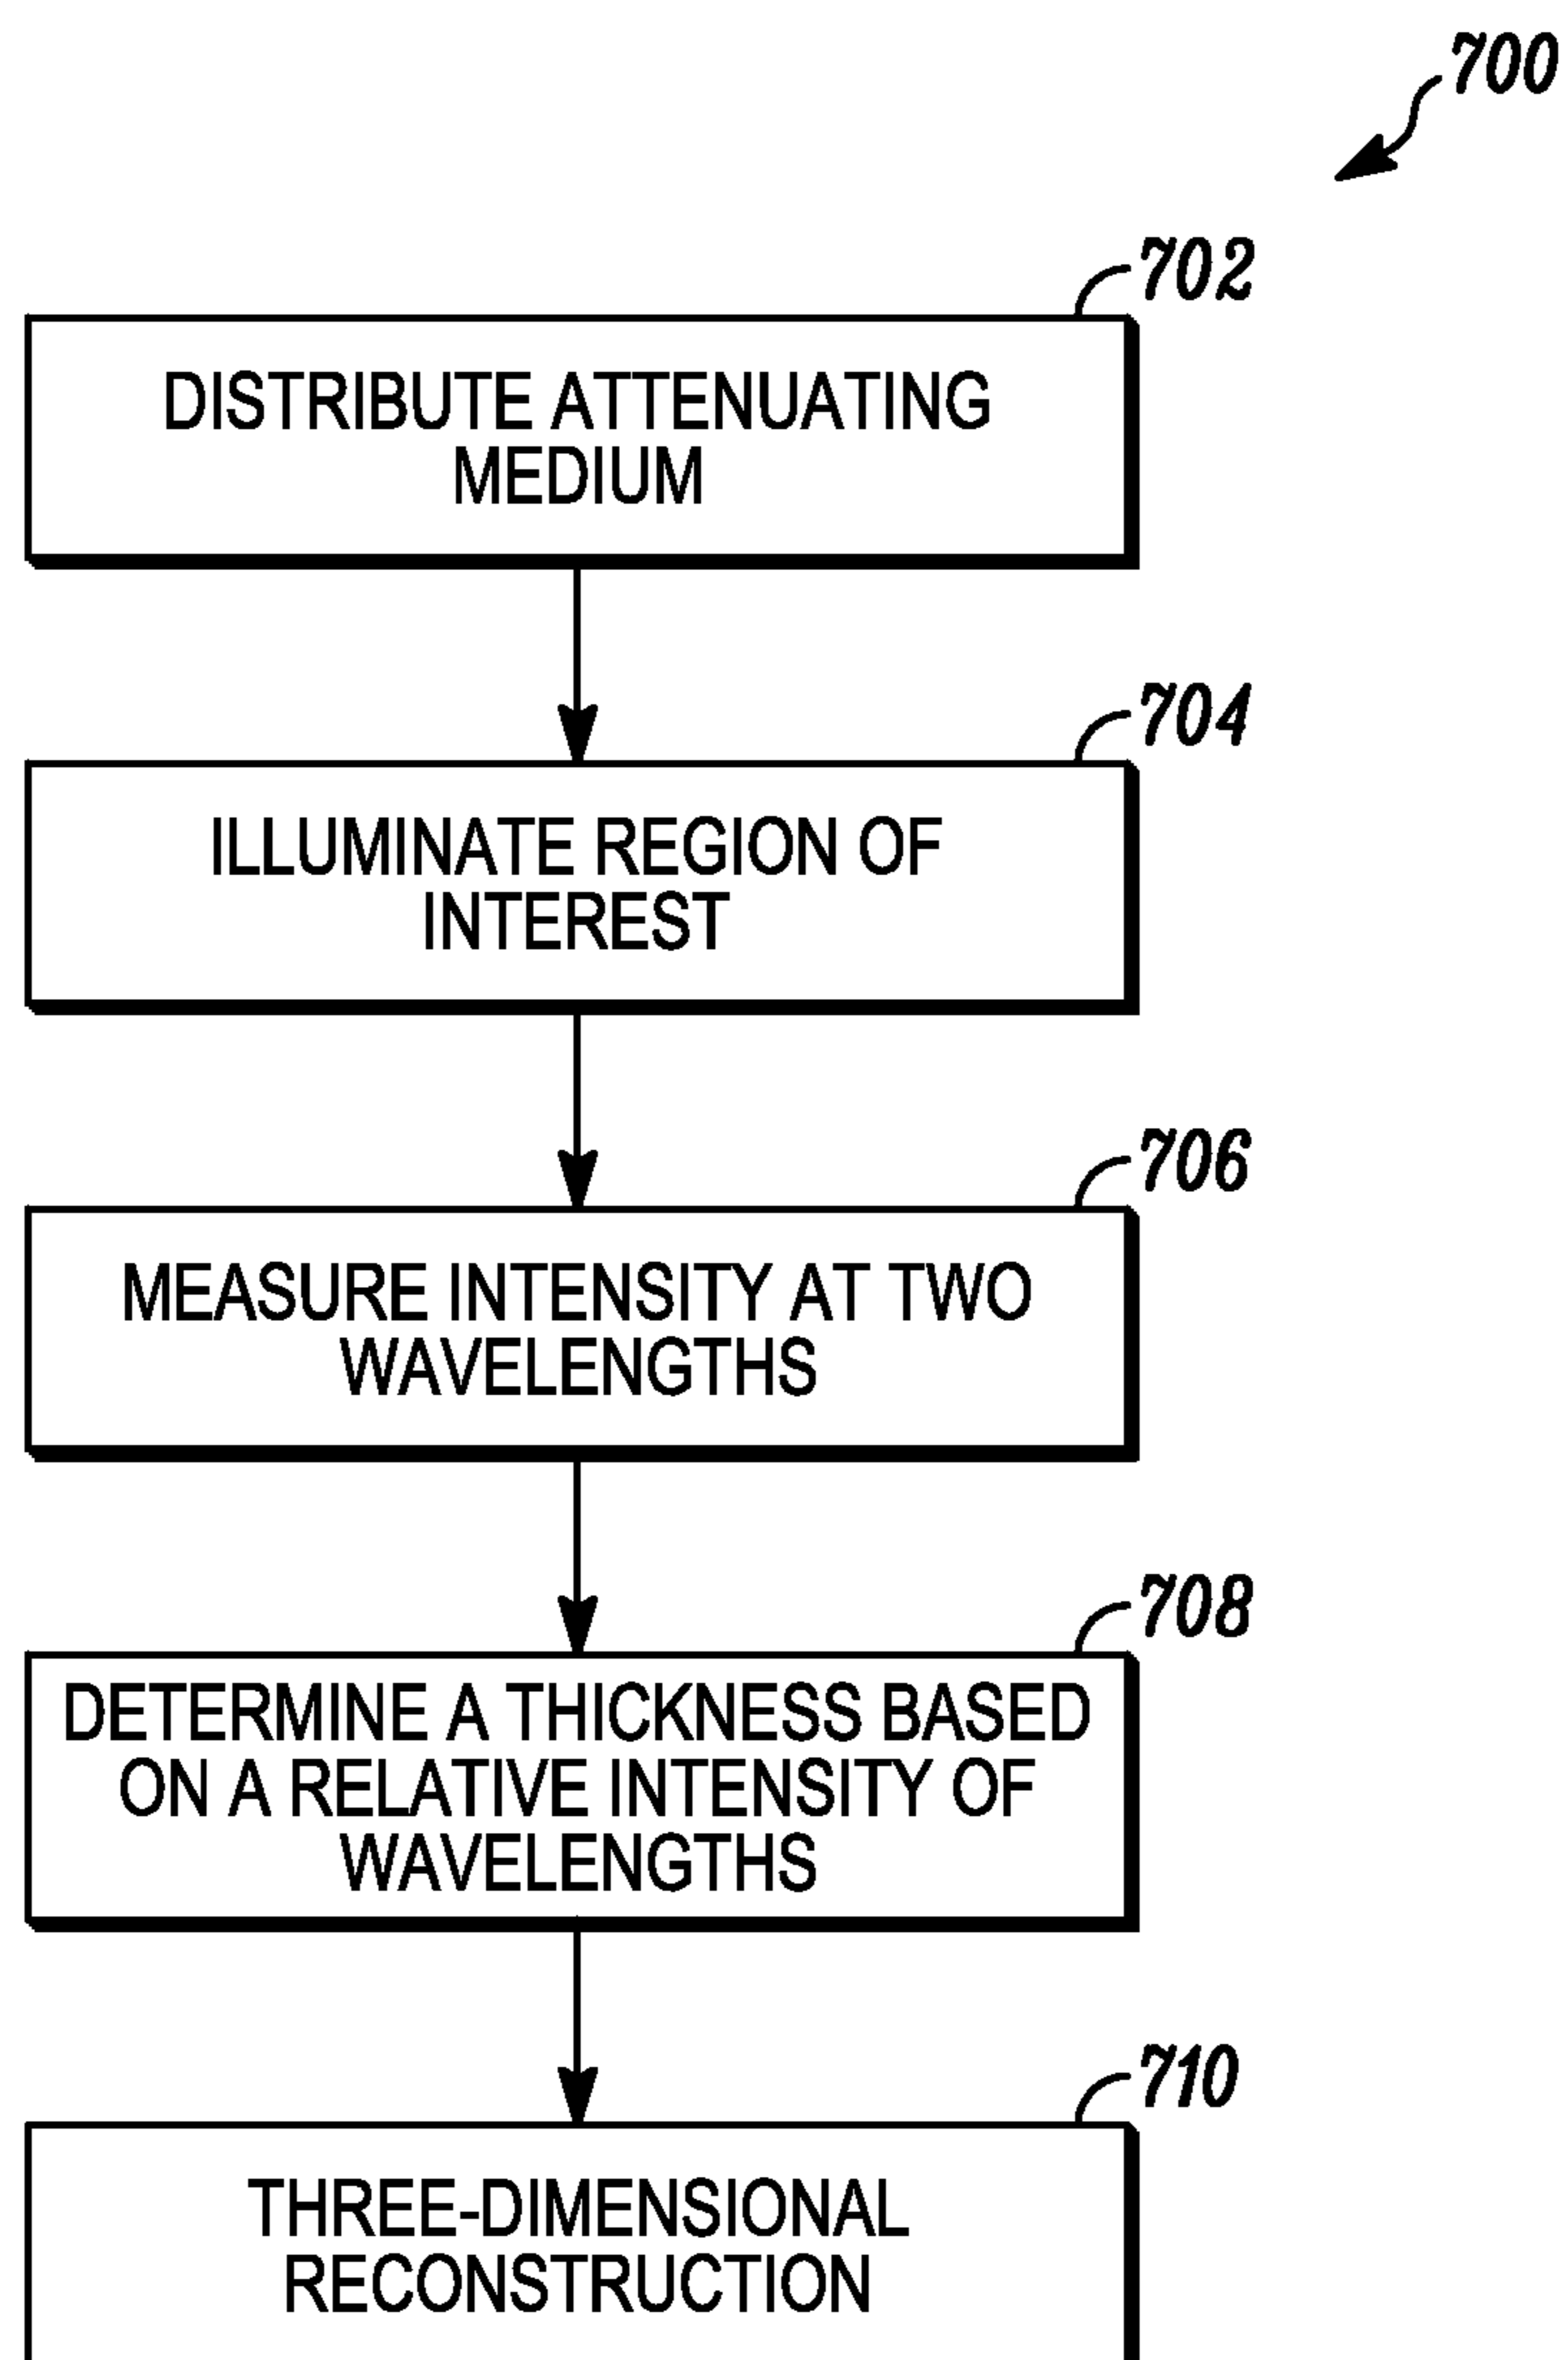 700
702
DISTRIBUTE ATTENUATING
MEDIUM
704
ILLUMINATE REGION OF
INTEREST
706
MEASURE INTENSITY AT TWO
WAVELENGTHS
708
DETERMINE A THICKNESS BASED
ON A RELATIVE INTENSITY OF
WAVELENGTHS
710
THREE-DIMENSIONAL
RECONSTRUCTION